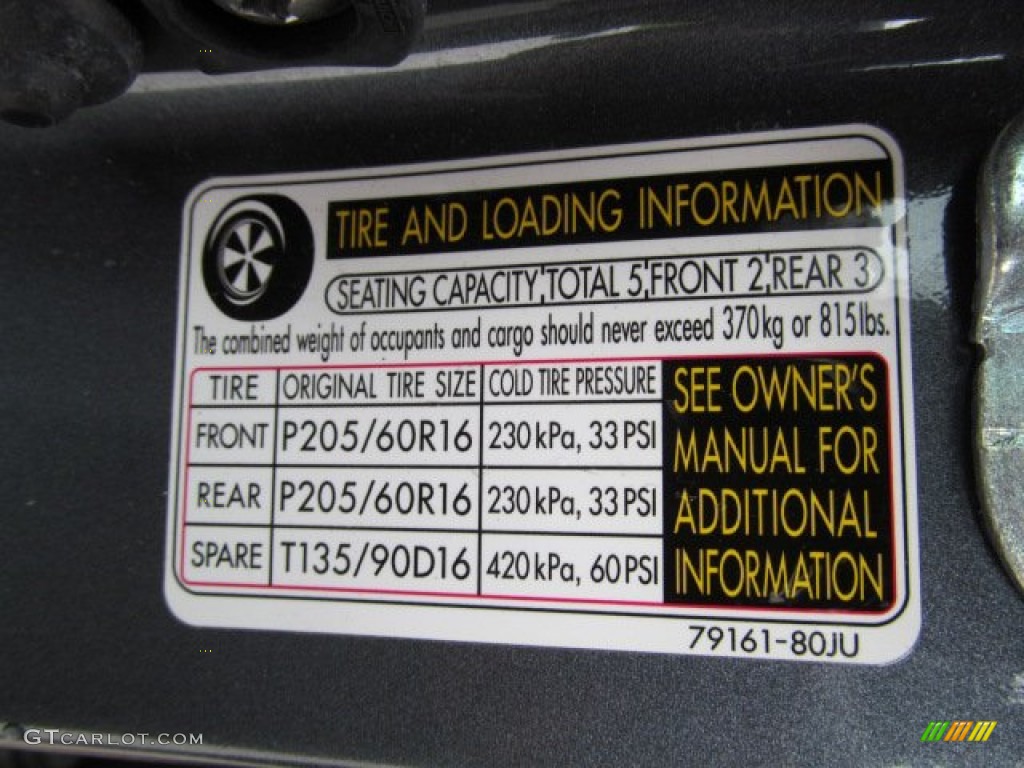 TIRE AND LOADING INFORMATION
SEATING CAPACITY, TOTAL 5, FRONT 2, REAR 3
The combined weight of occupants and cargo should never exceed 370kg or 815lbs.
TIRE ORIGINAL TIRE SIZE COLD TIRE PRESSURE
FRONT P205/60R16 230kPa, 33PSI
REAR P205/60R16 230kPa, 33PSI
SPARE T135/90D16 420kPa, 60PSI
SEE OWNER'S
MANUAL FOR
ADDITIONAL
INFORMATION
79161-80JU
GTCARLOT.COM